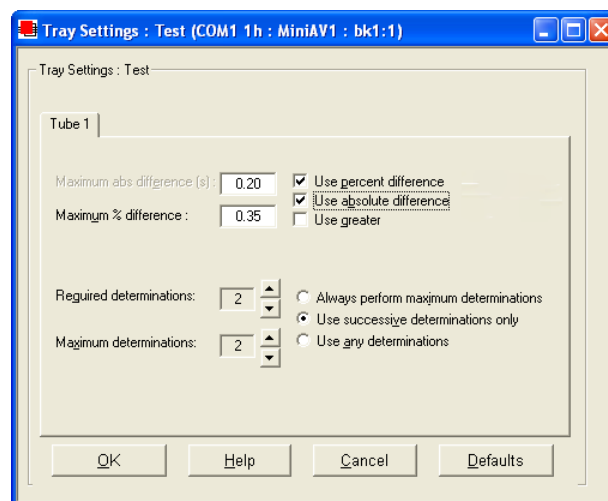 Tray Settings : Test (COM1 1h : MiniAV1 : bk1:1)
Tray Settings : Test
Tube 1
Maximum abs difference (s) : 0.20 Use percent difference
Use absolute difference
Maximum % difference : 0.35 Use greater
Required determinations: 2 Always perform maximum determinations
Use successive determinations only
Maximum determinations: 2 Use any determinations
OK Help Cancel Defaults